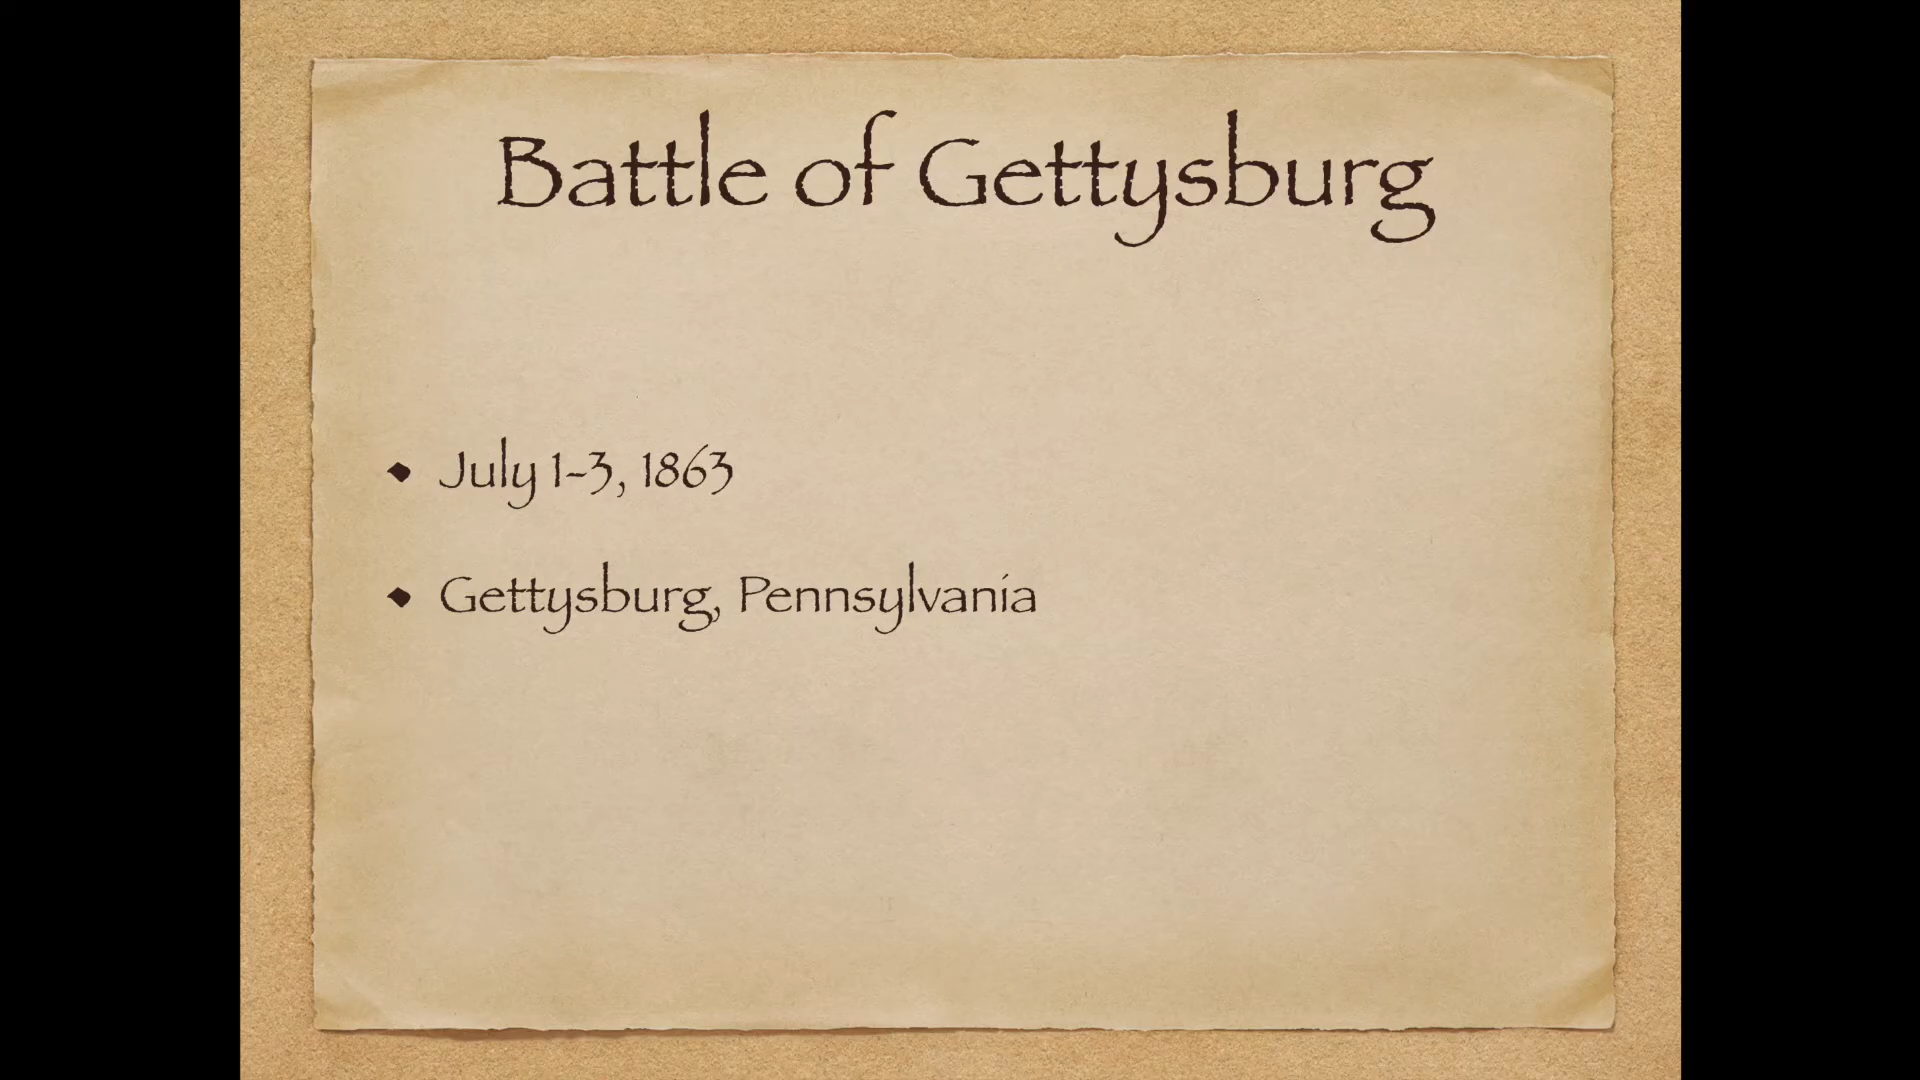 Battle of Gettysburg
• July 1-3, 1863
• Gettysburg, Pennsylvania